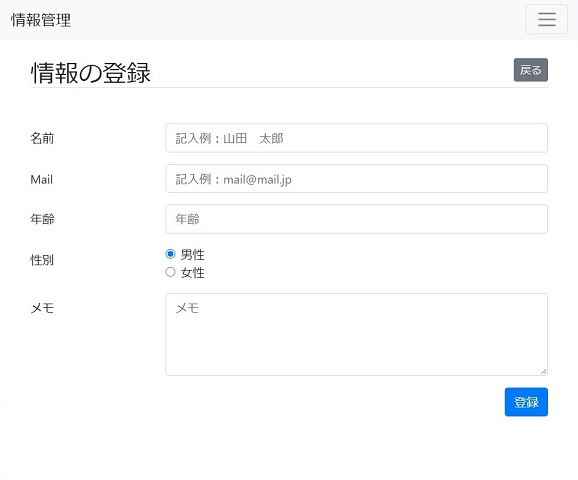 情報管理
情報の登録
戻る
名前
記入例：山田　太郎
Mail
記入例：mail@mail.jp
年齢
年齢
性別
男性
女性
メモ
メモ
登録